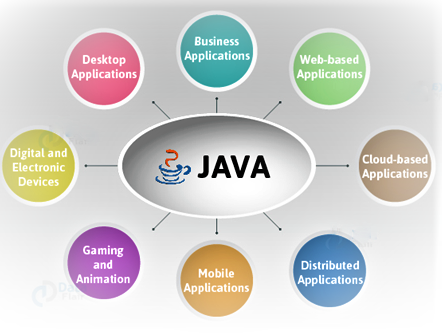 Business
Applications
Desktop
Applications
Web-based
Applications
Digital and
Electronic
Devices
JAVA
Cloud-based
Applications
Gaming
and
Animation
Mobile
Applications
Distributed
Applications